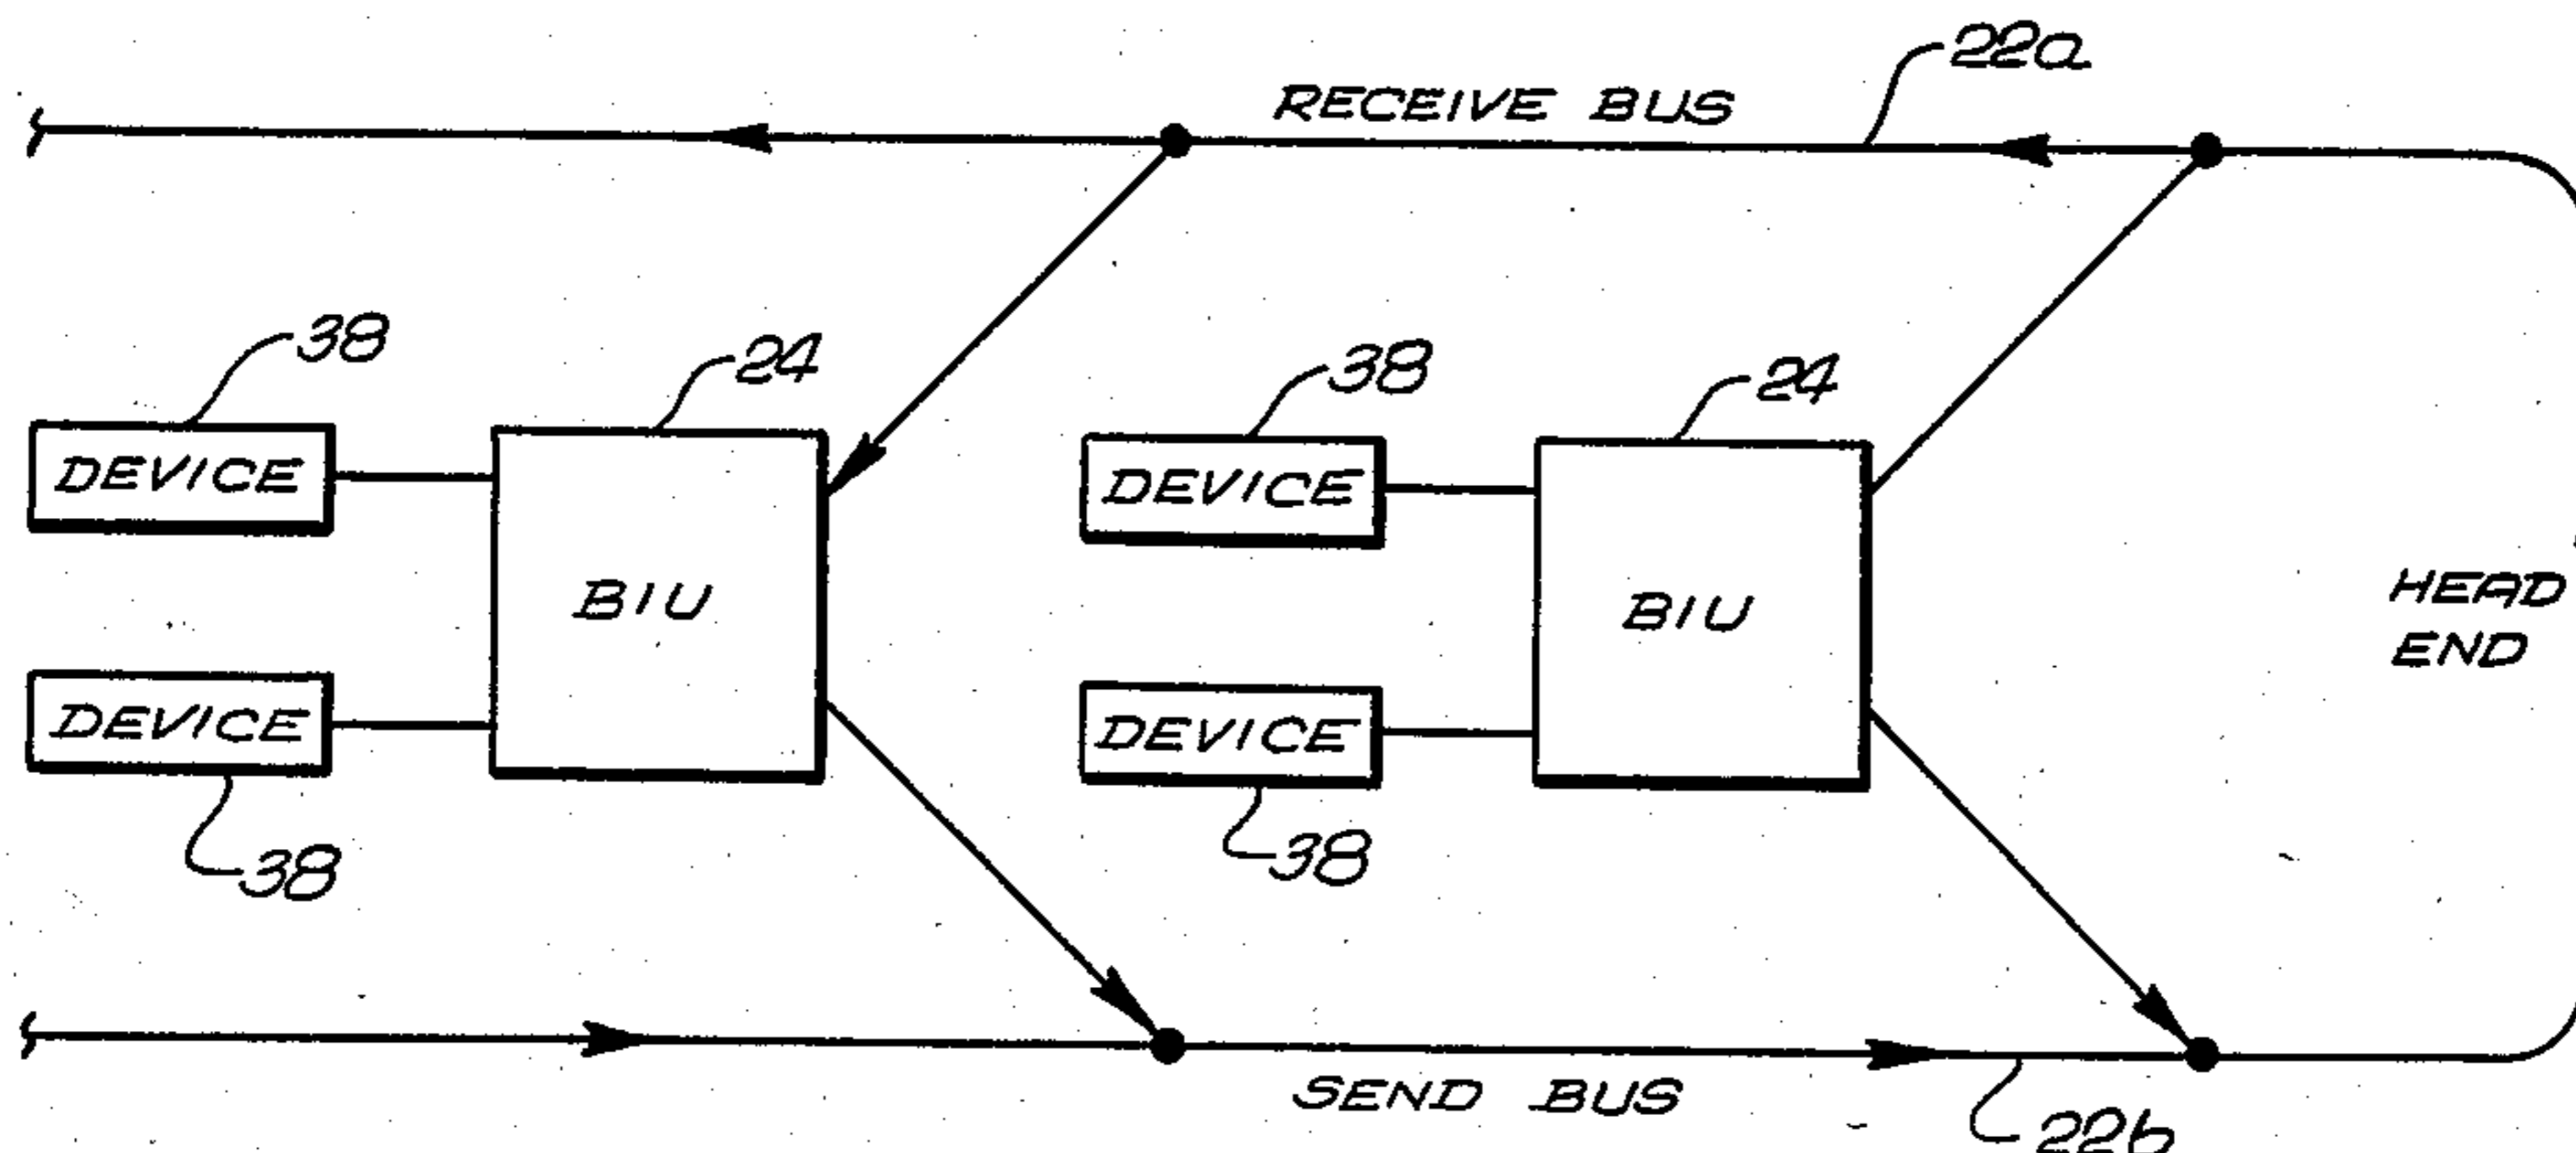 22a
RECEIVE BUS
38
24
38
24
DEVICE
DEVICE
BIU
BIU
HEAD
END
DEVICE
DEVICE
38
38
SEND BUS
22b